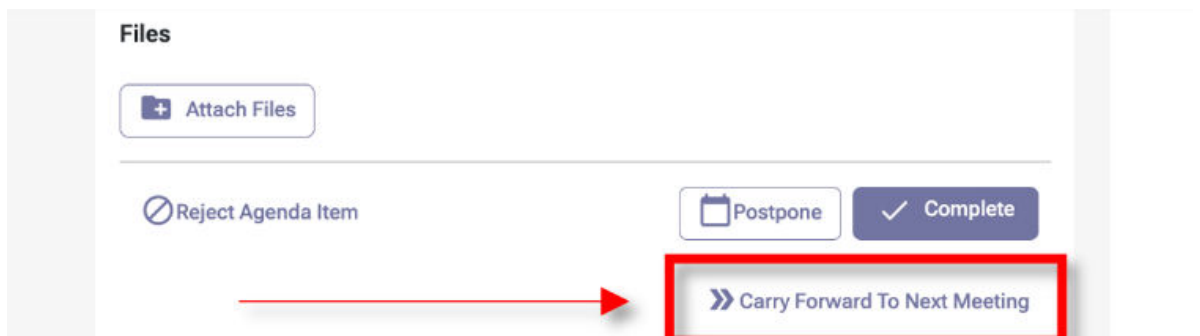 Files
Attach Files
Reject Agenda Item
Postpone
Complete
Carry Forward To Next Meeting